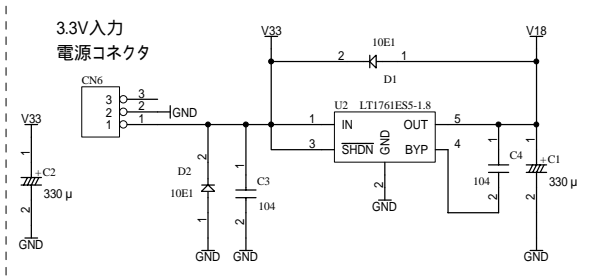 3.3V入力
電源コネクタ
CN6
3 3
2 2
1 1
GND
V33
1
+C2
330 μ
2
GND
V33
10E1
2 1
D1
V18
U2 LT1761ES5-1.8
1 IN OUT 5
3 SHDN GND BYP 4
2
GND
D2
10E1
2
1
GND
1
C3
104
2
GND
1
C4
104
2
1
+C1
330 μ
2
GND